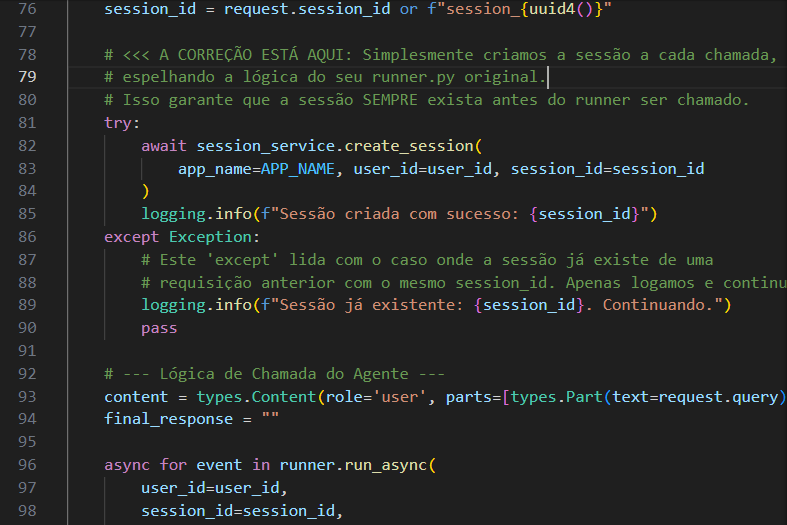 76 session_id = request.session_id or f"session_{uuid4()}"
77
78 # <<< A CORREÇÃO ESTÁ AQUI: Simplesmente criamos a sessão a cada chamada,
79 # espelhando a lógica do seu runner.py original.
80 # Isso garante que a sessão SEMPRE exista antes do runner ser chamado.
81 try:
82 await session_service.create_session(
83 app_name=APP_NAME, user_id=user_id, session_id=session_id
84 )
85 logging.info(f"Sessão criada com sucesso: {session_id}")
86 except Exception:
87 # Este 'except' lida com o caso onde a sessão já existe de uma
88 # requisição anterior com o mesmo session_id. Apenas logamos e continu
89 logging.info(f"Sessão já existente: {session_id}. Continuando.")
90 pass
91
92 # --- Lógica de Chamada do Agente ---
93 content = types.Content(role='user', parts=[types.Part(text=request.query)
94 final_response = ""
95
96 async for event in runner.run_async(
97 user_id=user_id,
98 session_id=session_id,